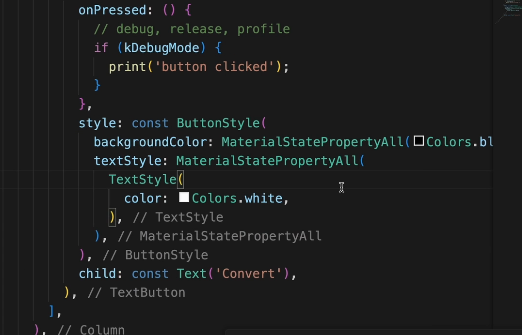 onPressed: () {
// debug, release, profile
if (kDebugMode) {
print('button clicked');
}
},
style: const ButtonStyle(
backgroundColor: MaterialStatePropertyAll(Colors.bl
textStyle: MaterialStatePropertyAll(
TextStyle(
color: Colors.white,
), // TextStyle
), // MaterialStatePropertyAll
), // ButtonStyle
child: const Text('Convert'),
), // TextButton
],
), // Column